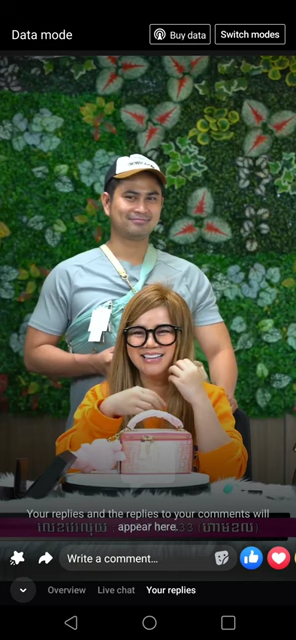 Data mode
Buy data
Switch modes
Your replies and the replies to your comments will
appear here.
Write a comment...
Overview Live chat Your replies